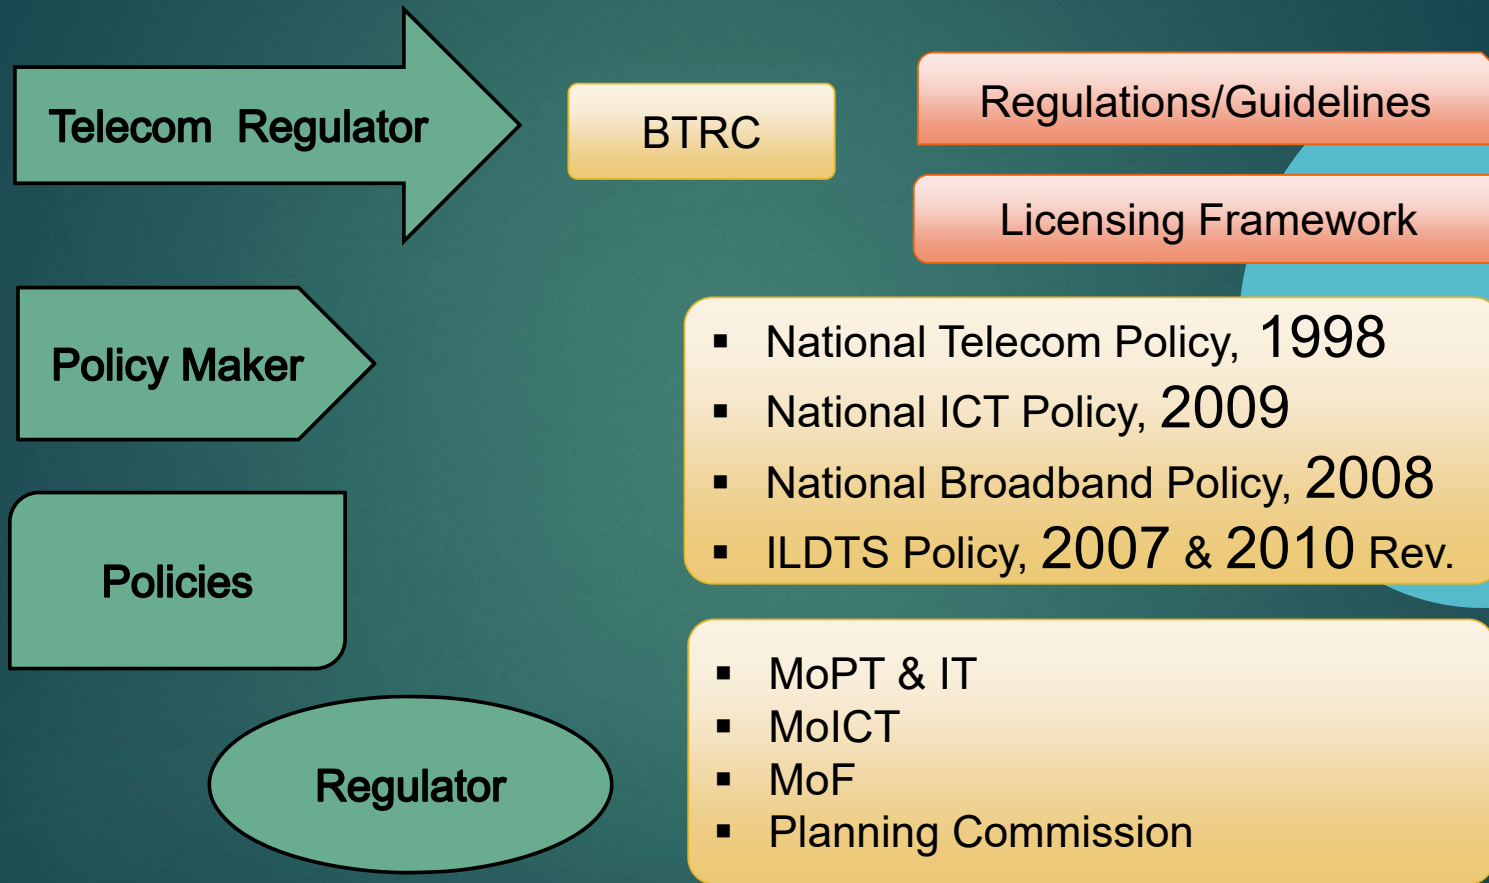 Telecom Regulator
BTRC
Regulations/Guidelines
Licensing Framework
Policy Maker
▪ National Telecom Policy, 1998
▪ National ICT Policy, 2009
▪ National Broadband Policy, 2008
▪ ILDTS Policy, 2007 & 2010 Rev.
Policies
▪ MoPT & IT
▪ MoICT
▪ MoF
▪ Planning Commission
Regulator